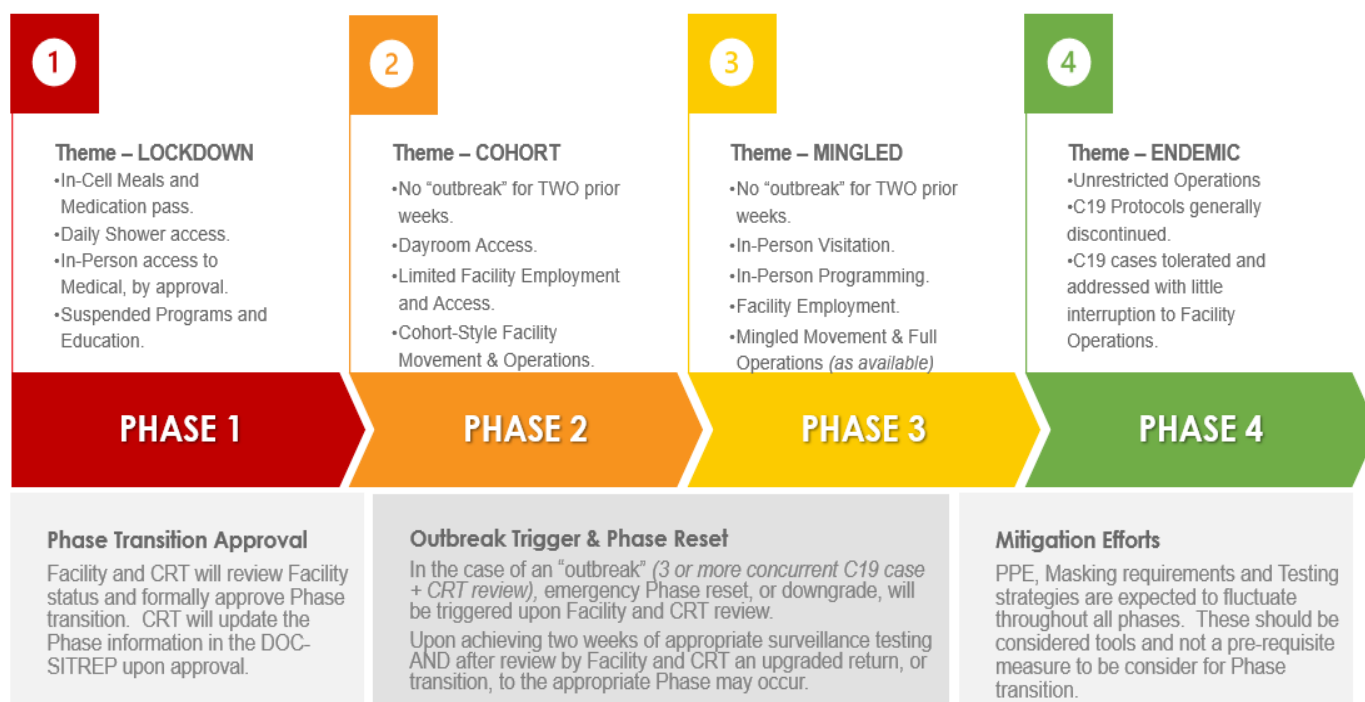 1
Theme – LOCKDOWN
•In-Cell Meals and
Medication pass.
•Daily Shower access.
•In-Person access to
Medical, by approval.
•Suspended Programs and
Education.
PHASE 1
2
Theme – COHORT
•No “outbreak” for TWO prior
weeks.
•Dayroom Access.
•Limited Facility Employment
and Access.
•Cohort-Style Facility
Movement & Operations.
PHASE 2
3
Theme – MINGLED
•No “outbreak” for TWO prior
weeks.
•In-Person Visitation.
•In-Person Programming.
•Facility Employment.
•Mingled Movement & Full
Operations (as available)
PHASE 3
4
Theme – ENDEMIC
•Unrestricted Operations
•C19 Protocols generally
discontinued.
•C19 cases tolerated and
addressed with little
interruption to Facility
Operations.
PHASE 4
Phase Transition Approval
Facility and CRT will review Facility
status and formally approve Phase
transition. CRT will update the
Phase information in the DOC-
SITREP upon approval.
Outbreak Trigger & Phase Reset
In the case of an “outbreak” (3 or more concurrent C19 case
+ CRT review), emergency Phase reset, or downgrade, will
be triggered upon Facility and CRT review.
Upon achieving two weeks of appropriate surveillance testing
AND after review by Facility and CRT an upgraded return, or
transition, to the appropriate Phase may occur.
Mitigation Efforts
PPE, Masking requirements and Testing
strategies are expected to fluctuate
throughout all phases. These should be
considered tools and not a pre-requisite
measure to be consider for Phase
transition.